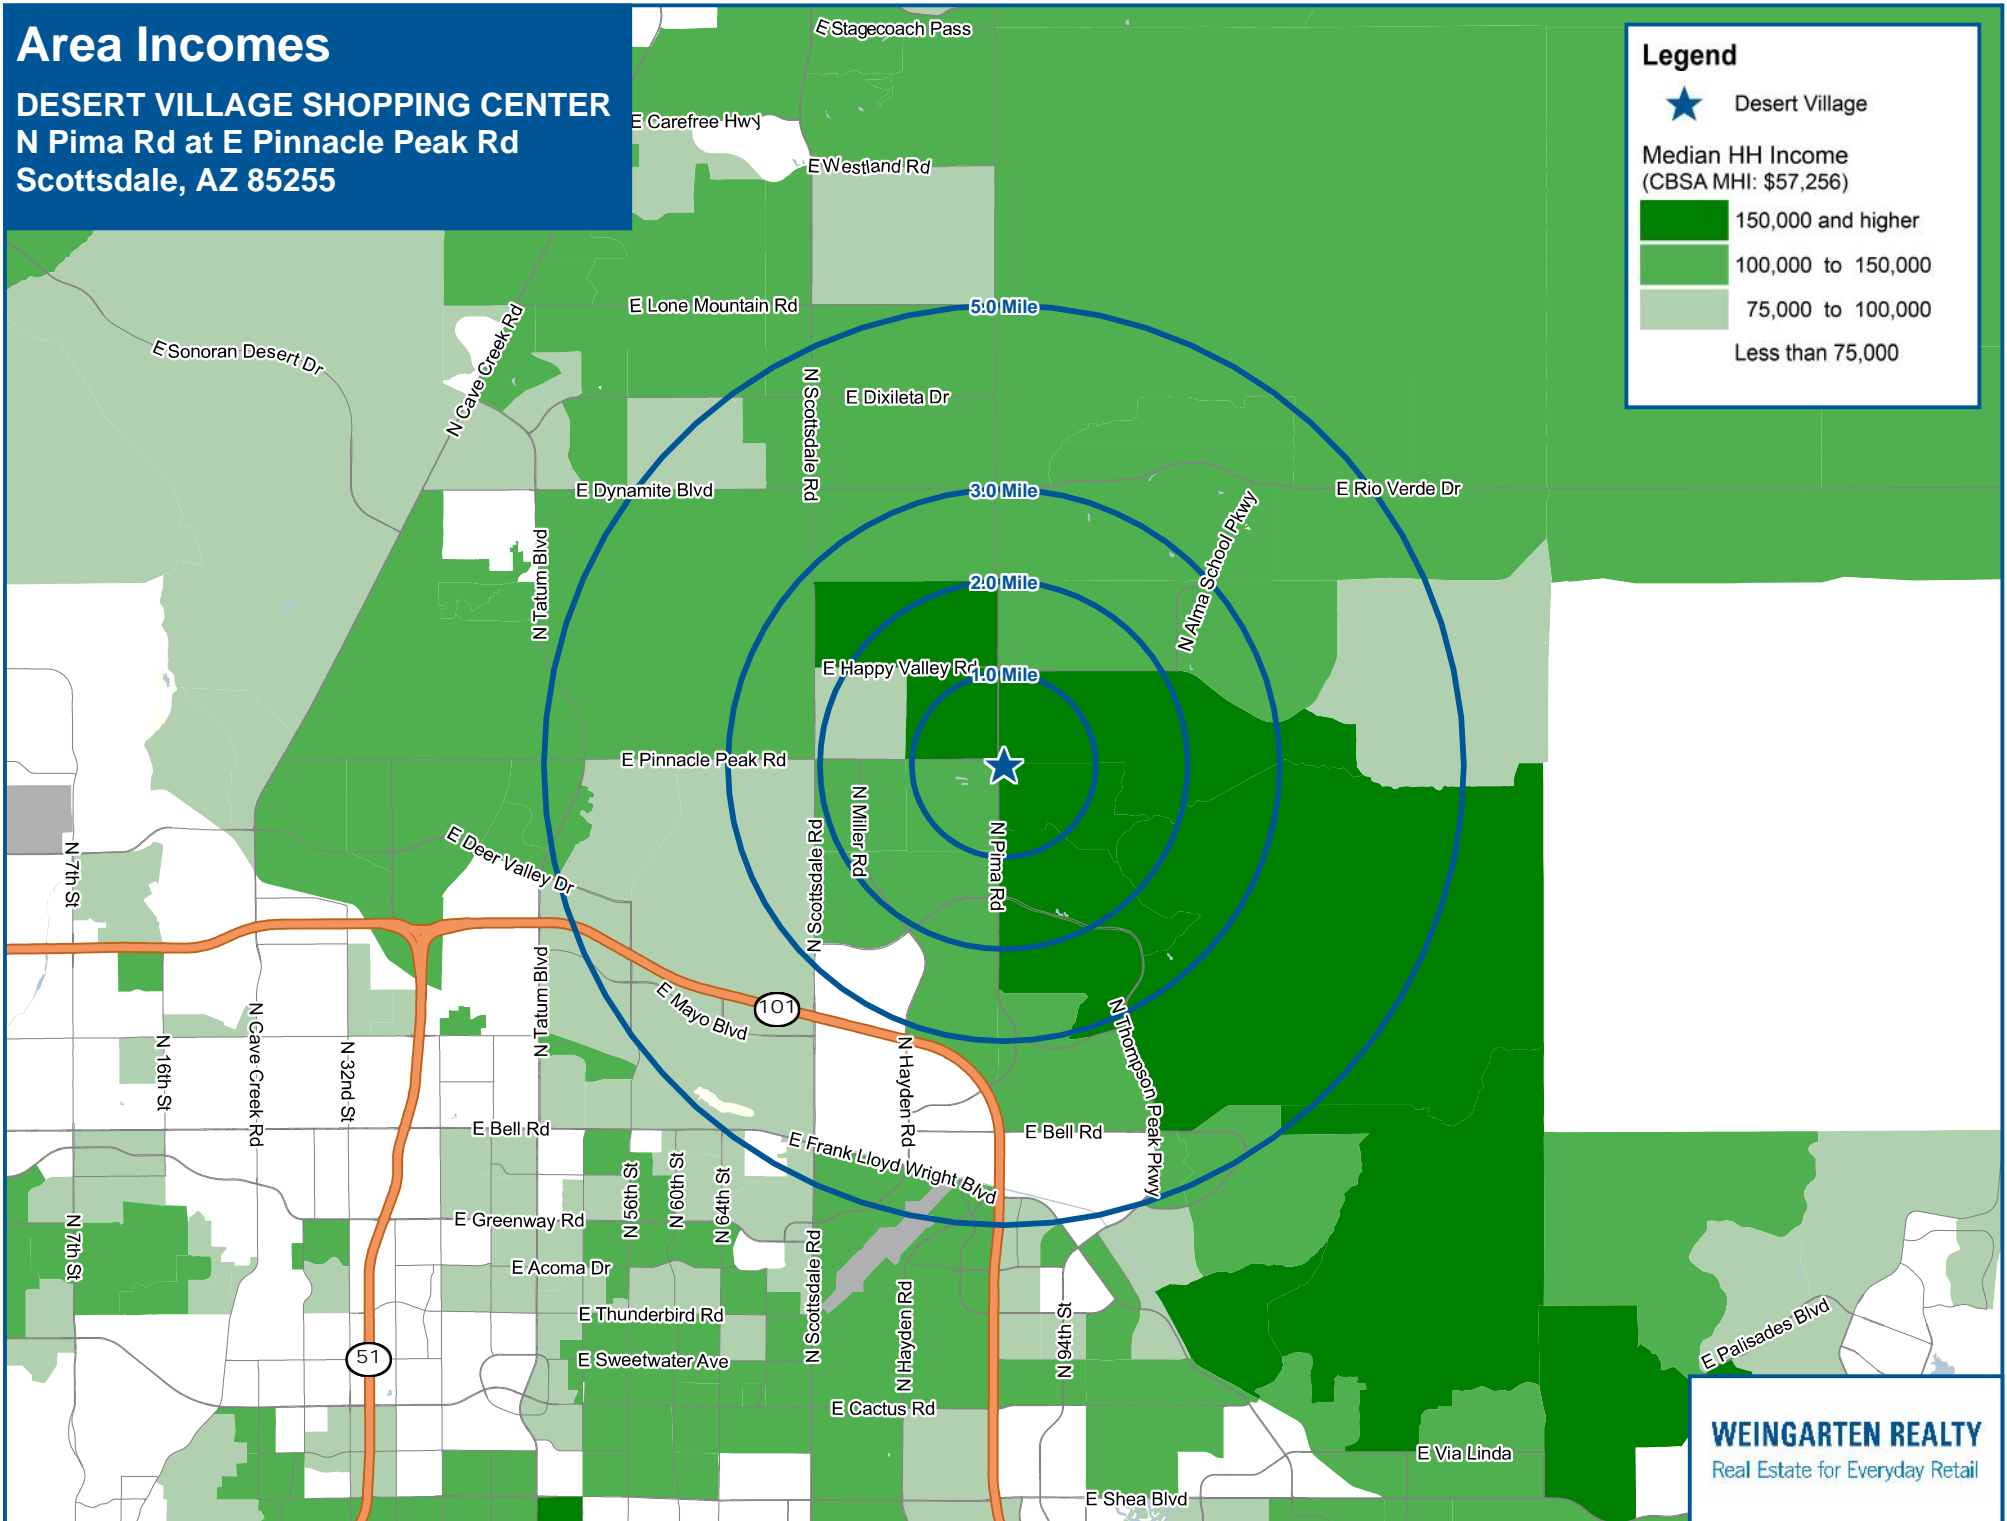 Area Incomes
DESERT VILLAGE SHOPPING CENTER
N Pima Rd at E Pinnacle Peak Rd
Scottsdale, AZ 85255
Legend
Desert Village
Median HH Income
(CBSA MHI: $57,256)
150,000 and higher
100,000 to 150,000
75,000 to 100,000
Less than 75,000
E Stagecoach Pass
E Carefree Hwy
E Westland Rd
E Lone Mountain Rd
5.0 Mile
E Sonoran Desert Dr
N Cave Creek Rd
N Scottsdale Rd
E Dixileta Dr
E Dynamite Blvd
3.0 Mile
E Rio Verde Dr
N Tatum Blvd
N Alma School Pkwy
2.0 Mile
E Happy Valley Rd
1.0 Mile
E Pinnacle Peak Rd
N Miller Rd
N Scottsdale Rd
N Pima Rd
E Deer Valley Dr
N 7th St
N Tatum Blvd
E Mayo Blvd
101
N Thompson Peak Pkwy
N 16th St
N Cave Creek Rd
N 32nd St
N Hayden Rd
E Bell Rd
E Bell Rd
E Frank Lloyd Wright Blvd
N 56th St
N 60th St
N 64th St
N 7th St
E Greenway Rd
E Acoma Dr
N Scottsdale Rd
N Hayden Rd
N 94th St
E Thunderbird Rd
E Palisades Blvd
51
E Sweetwater Ave
E Cactus Rd
E Via Linda
E Shea Blvd
WEINGARTEN REALTY
Real Estate for Everyday Retail